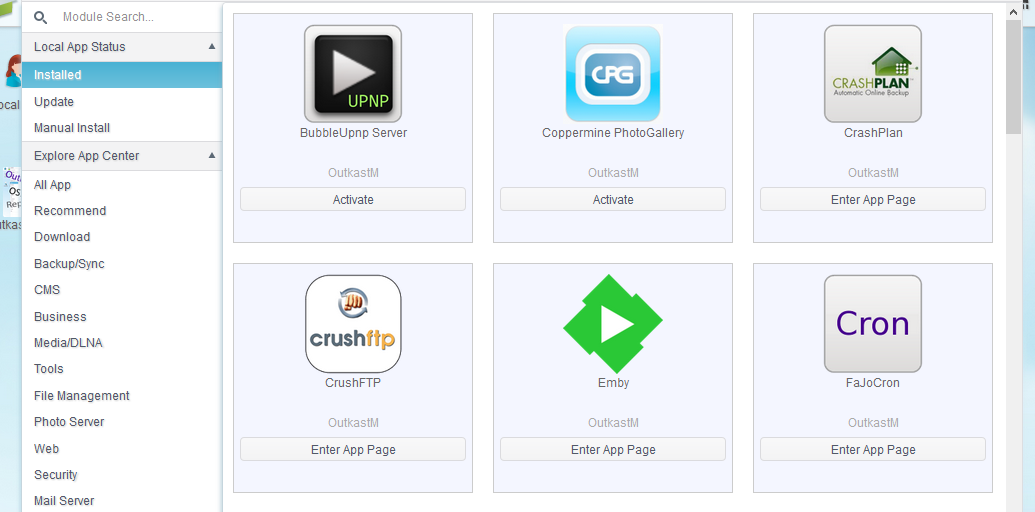 Module Search...
Local App Status
Installed
Update
Manual Install
Explore App Center
All App
Recommend
Download
Backup/Sync
CMS
Business
Media/DLNA
Tools
File Management
Photo Server
Web
Security
Mail Server
UPNP
BubbleUpnp Server
OutkastM
Activate
CPG
Coppermine PhotoGallery
OutkastM
Activate
CRASHPLAN
Automatic Online Backup
CrashPlan
OutkastM
Enter App Page
crushftp
CrushFTP
OutkastM
Enter App Page
Emby
OutkastM
Enter App Page
Cron
FaJoCron
OutkastM
Enter App Page